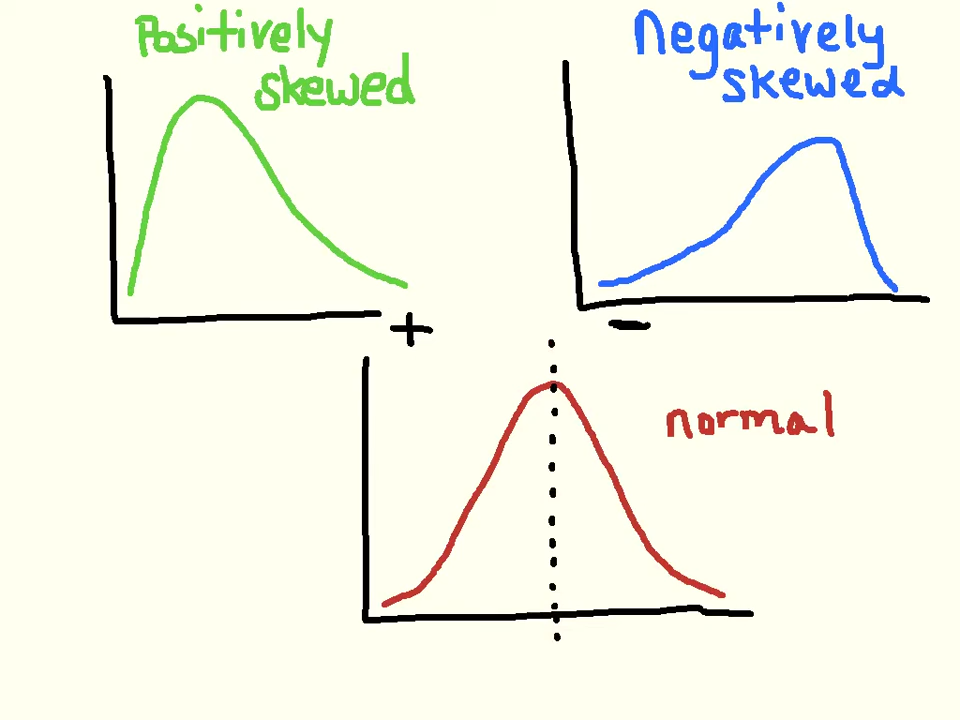 Positively
skewed
Negatively
skewed
+
−
normal